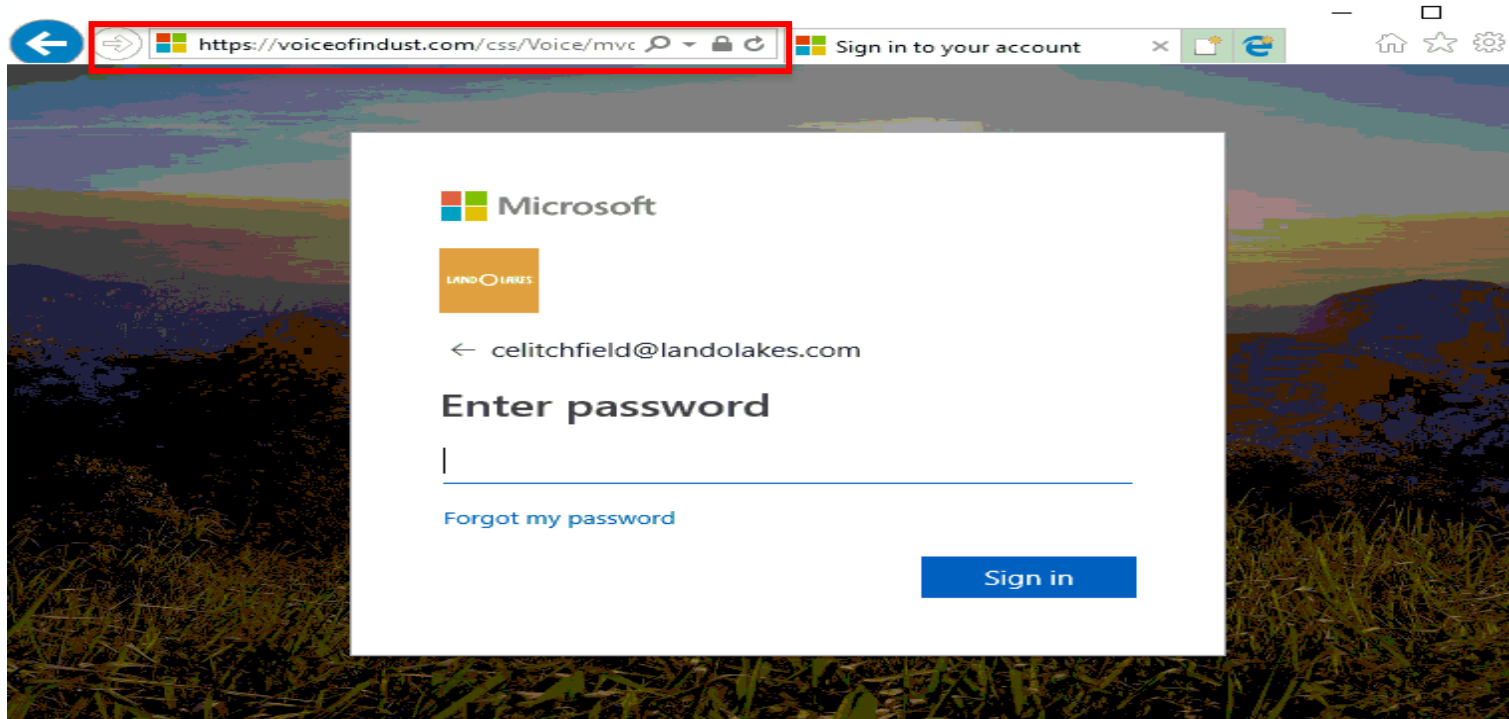 https://voiceofindust.com/css/Voice/mvc
Sign in to your account
Microsoft
LAND O LAKES
celitchfield@landolakes.com
Enter password
Forgot my password
Sign in